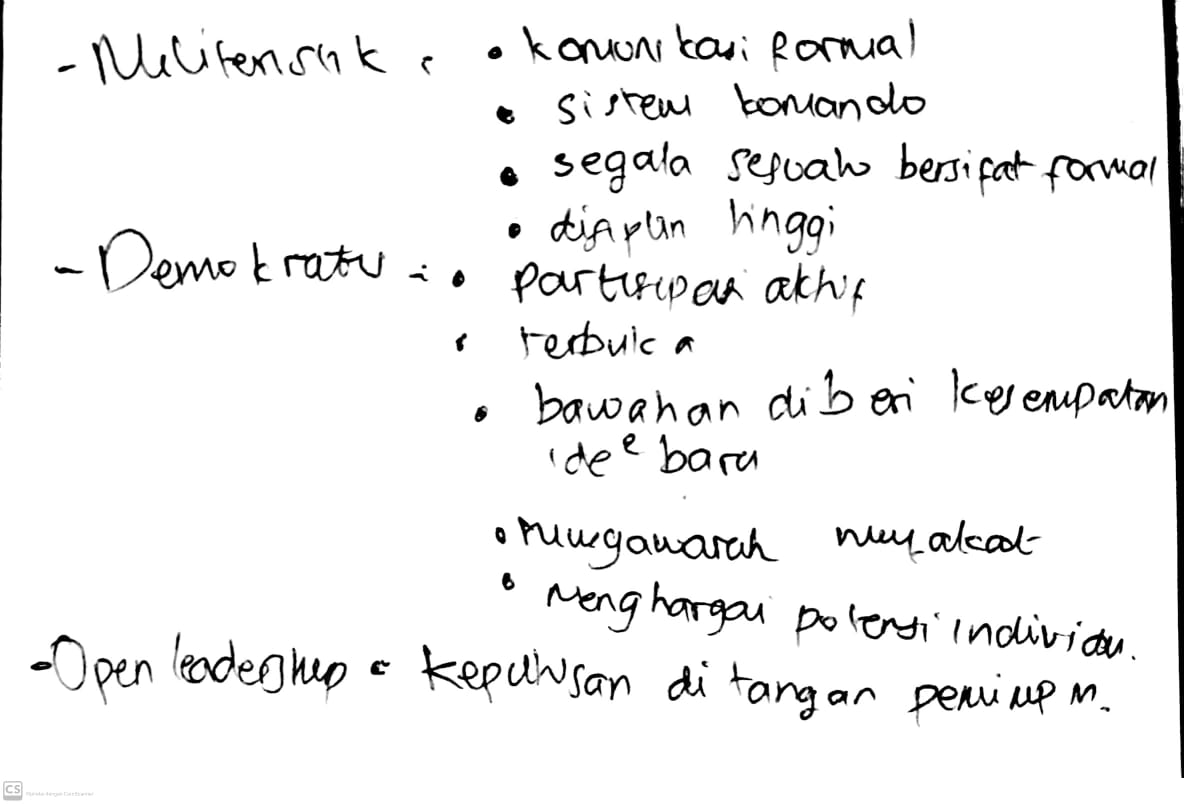 - Militeristik : • komunikasi formal
• sistem komando
• segala sesuatu bersifat formal
• disiplin tinggi
- Demokratis : • partisipasi aktif
• terbuka
• bawahan diberi kesempatan
ide² baru
• musyawarah mufakat
• Menghargai potensi individu.
- Open leadership : keputusan di tangan pemimpin.
CS